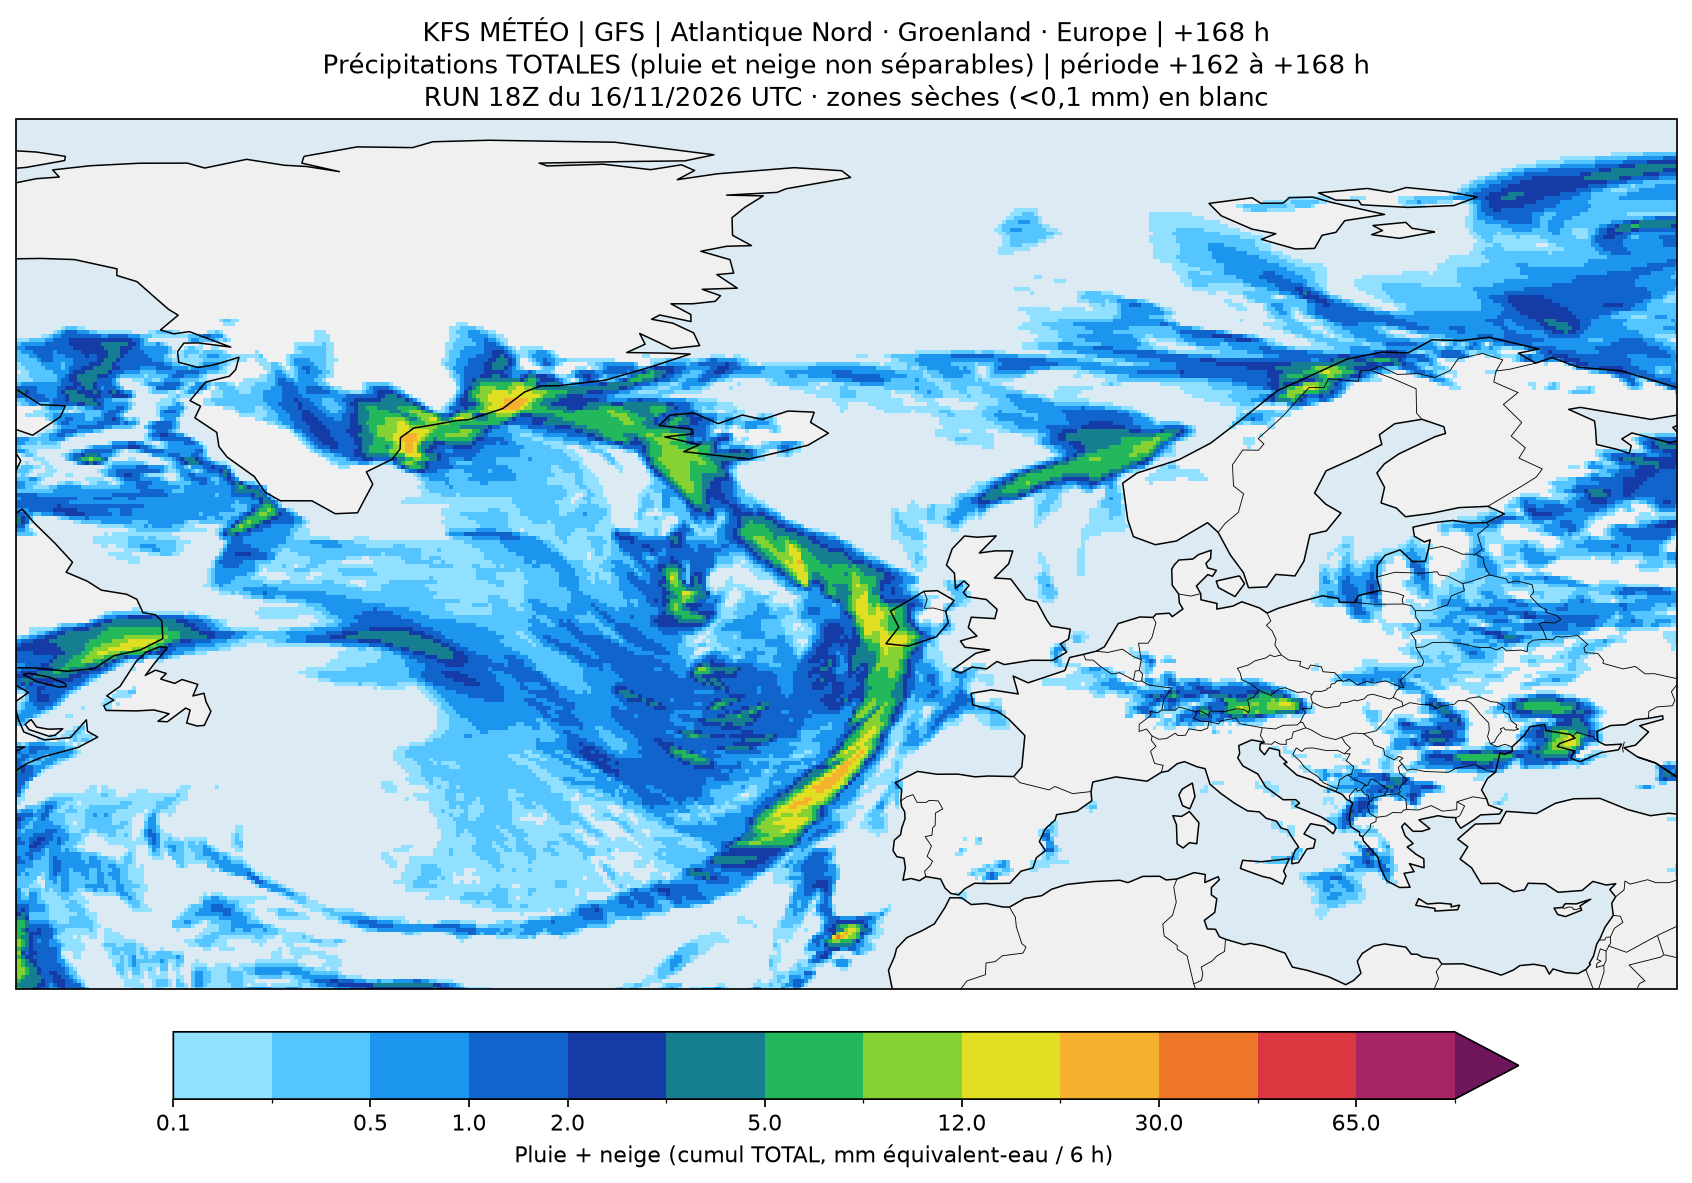 KFS MÉTÉO | GFS | Atlantique Nord · Groenland · Europe | +168 h
Précipitations TOTALES (pluie et neige non séparables) | période +162 à +168 h
RUN 18Z du 16/11/2026 UTC · zones sèches (<0,1 mm) en blanc
0.1 0.5 1.0 2.0 5.0 12.0 30.0 65.0
Pluie + neige (cumul TOTAL, mm équivalent-eau / 6 h)